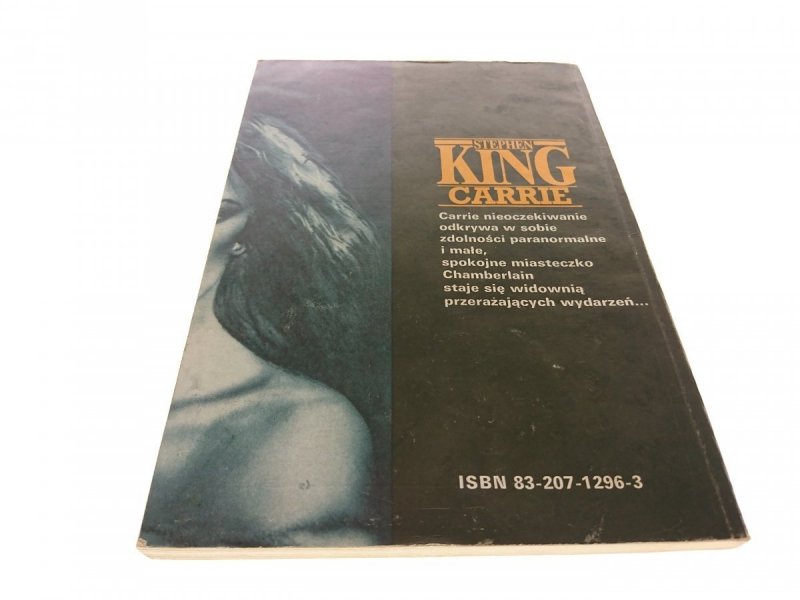 STEPHEN
KING
CARRIE
Carrie nieoczekiwanie
odkrywa w sobie
zdolności paranormalne
i małe,
spokojne miasteczko
Chamberlain
staje się widownią
przerażających wydarzeń...
ISBN 83-207-1296-3